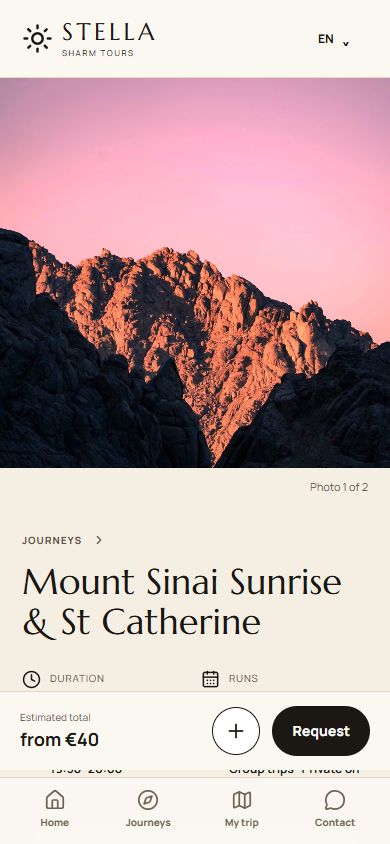 STELLA
SHARM TOURS
EN
Photo 1 of 2
JOURNEYS
Mount Sinai Sunrise
& St Catherine
DURATION
RUNS
Estimated total
from €40
Request
Home
Journeys
My trip
Contact